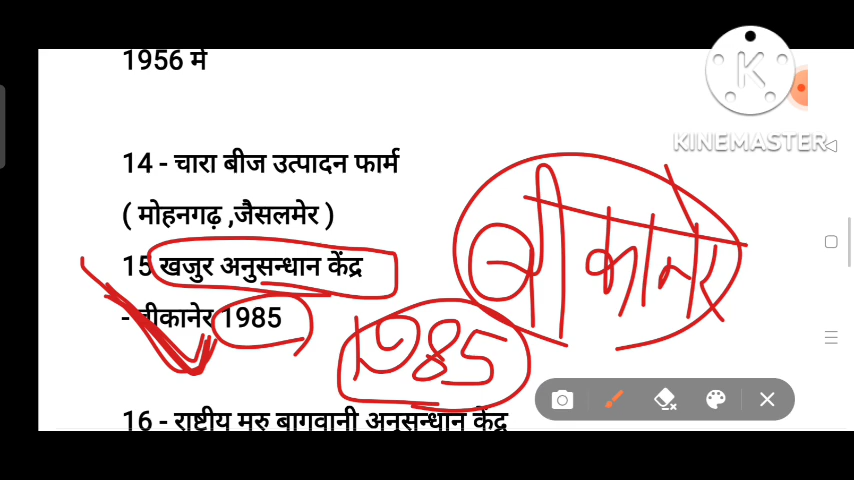 1956 में
14 - चारा बीज उत्पादन फार्म
( मोहनगढ़ ,जैसलमेर )
15 खजुर अनुसन्धान केंद्र
- बीकानेर 1985
बीकानेर
1985
16 - राष्टीय मरु बागवानी अनुसन्धान केंद्र
K
KINEMASTER